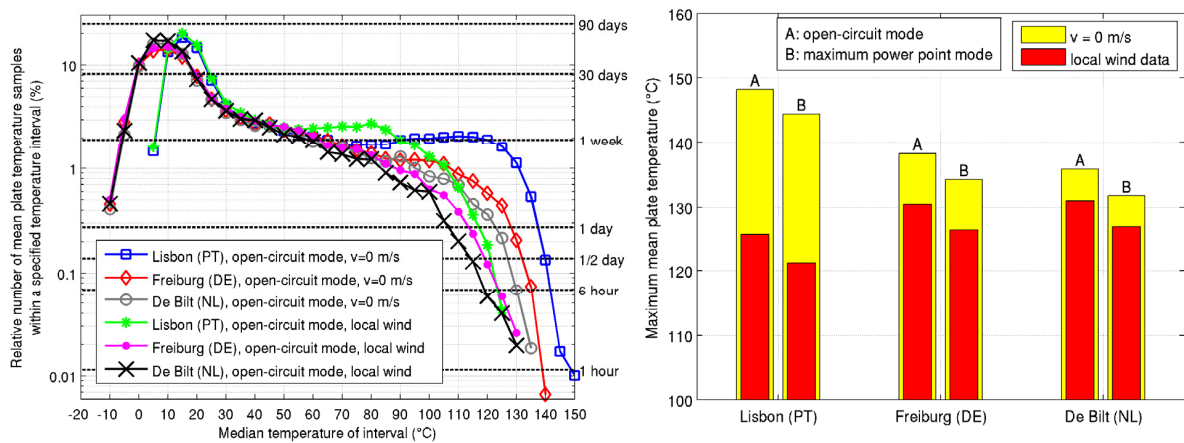 Relative number of mean plate temperature samples
within a specified temperature interval (%)
10
1
0.1
0.01
90 days
30 days
1 week
1 day
1/2 day
6 hour
1 hour
Lisbon (PT), open-circuit mode, v=0 m/s
Freiburg (DE), open-circuit mode, v=0 m/s
De Bilt (NL), open-circuit mode, v=0 m/s
Lisbon (PT), open-circuit mode, local wind
Freiburg (DE), open-circuit mode, local wind
De Bilt (NL), open-circuit mode, local wind
-20 -10 0 10 20 30 40 50 60 70 80 90 100 110 120 130 140 150
Median temperature of interval (°C)
Maximum mean plate temperature (°C)
160
150
140
130
120
110
100
A: open-circuit mode
B: maximum power point mode
v = 0 m/s
local wind data
A
B
A
B
A
B
Lisbon (PT) Freiburg (DE) De Bilt (NL)